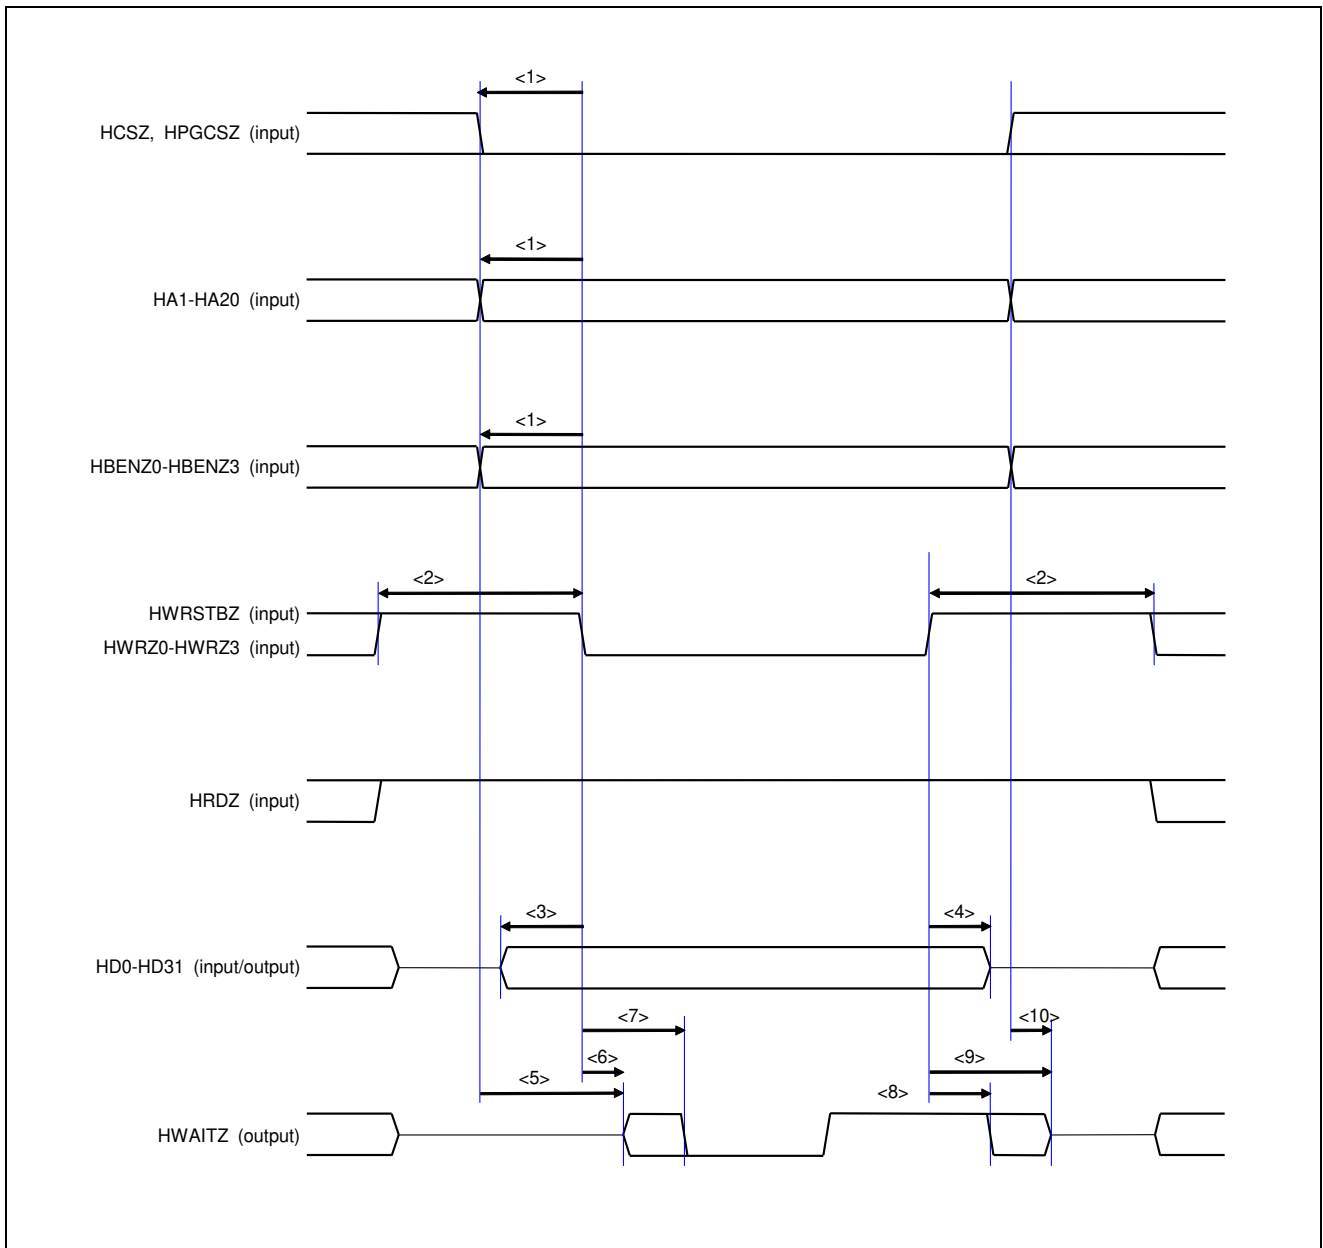 <1>
HCSZ, HPGCSZ (input)
<1>
HA1-HA20 (input)
<1>
HBENZ0-HBENZ3 (input)
<2> <2>
HWRSTBZ (input)
HWRZ0-HWRZ3 (input)
HRDZ (input)
<3> <4>
HD0-HD31 (input/output)
<7> <10>
<6> <9>
<5> <8>
HWAITZ (output)